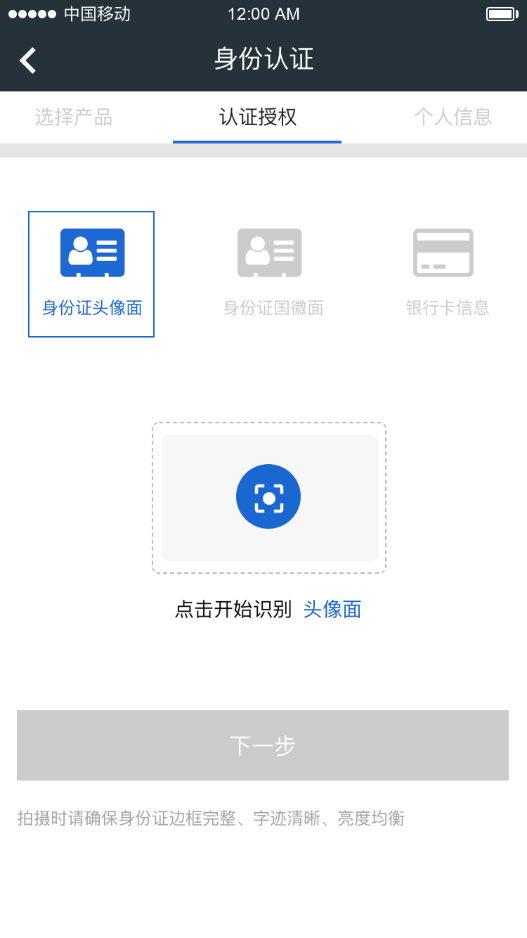 中国移动 12:00 AM
身份认证
选择产品 认证授权 个人信息
身份证头像面 身份证国徽面 银行卡信息
点击开始识别 头像面
下一步
拍摄时请确保身份证边框完整、字迹清晰、亮度均衡